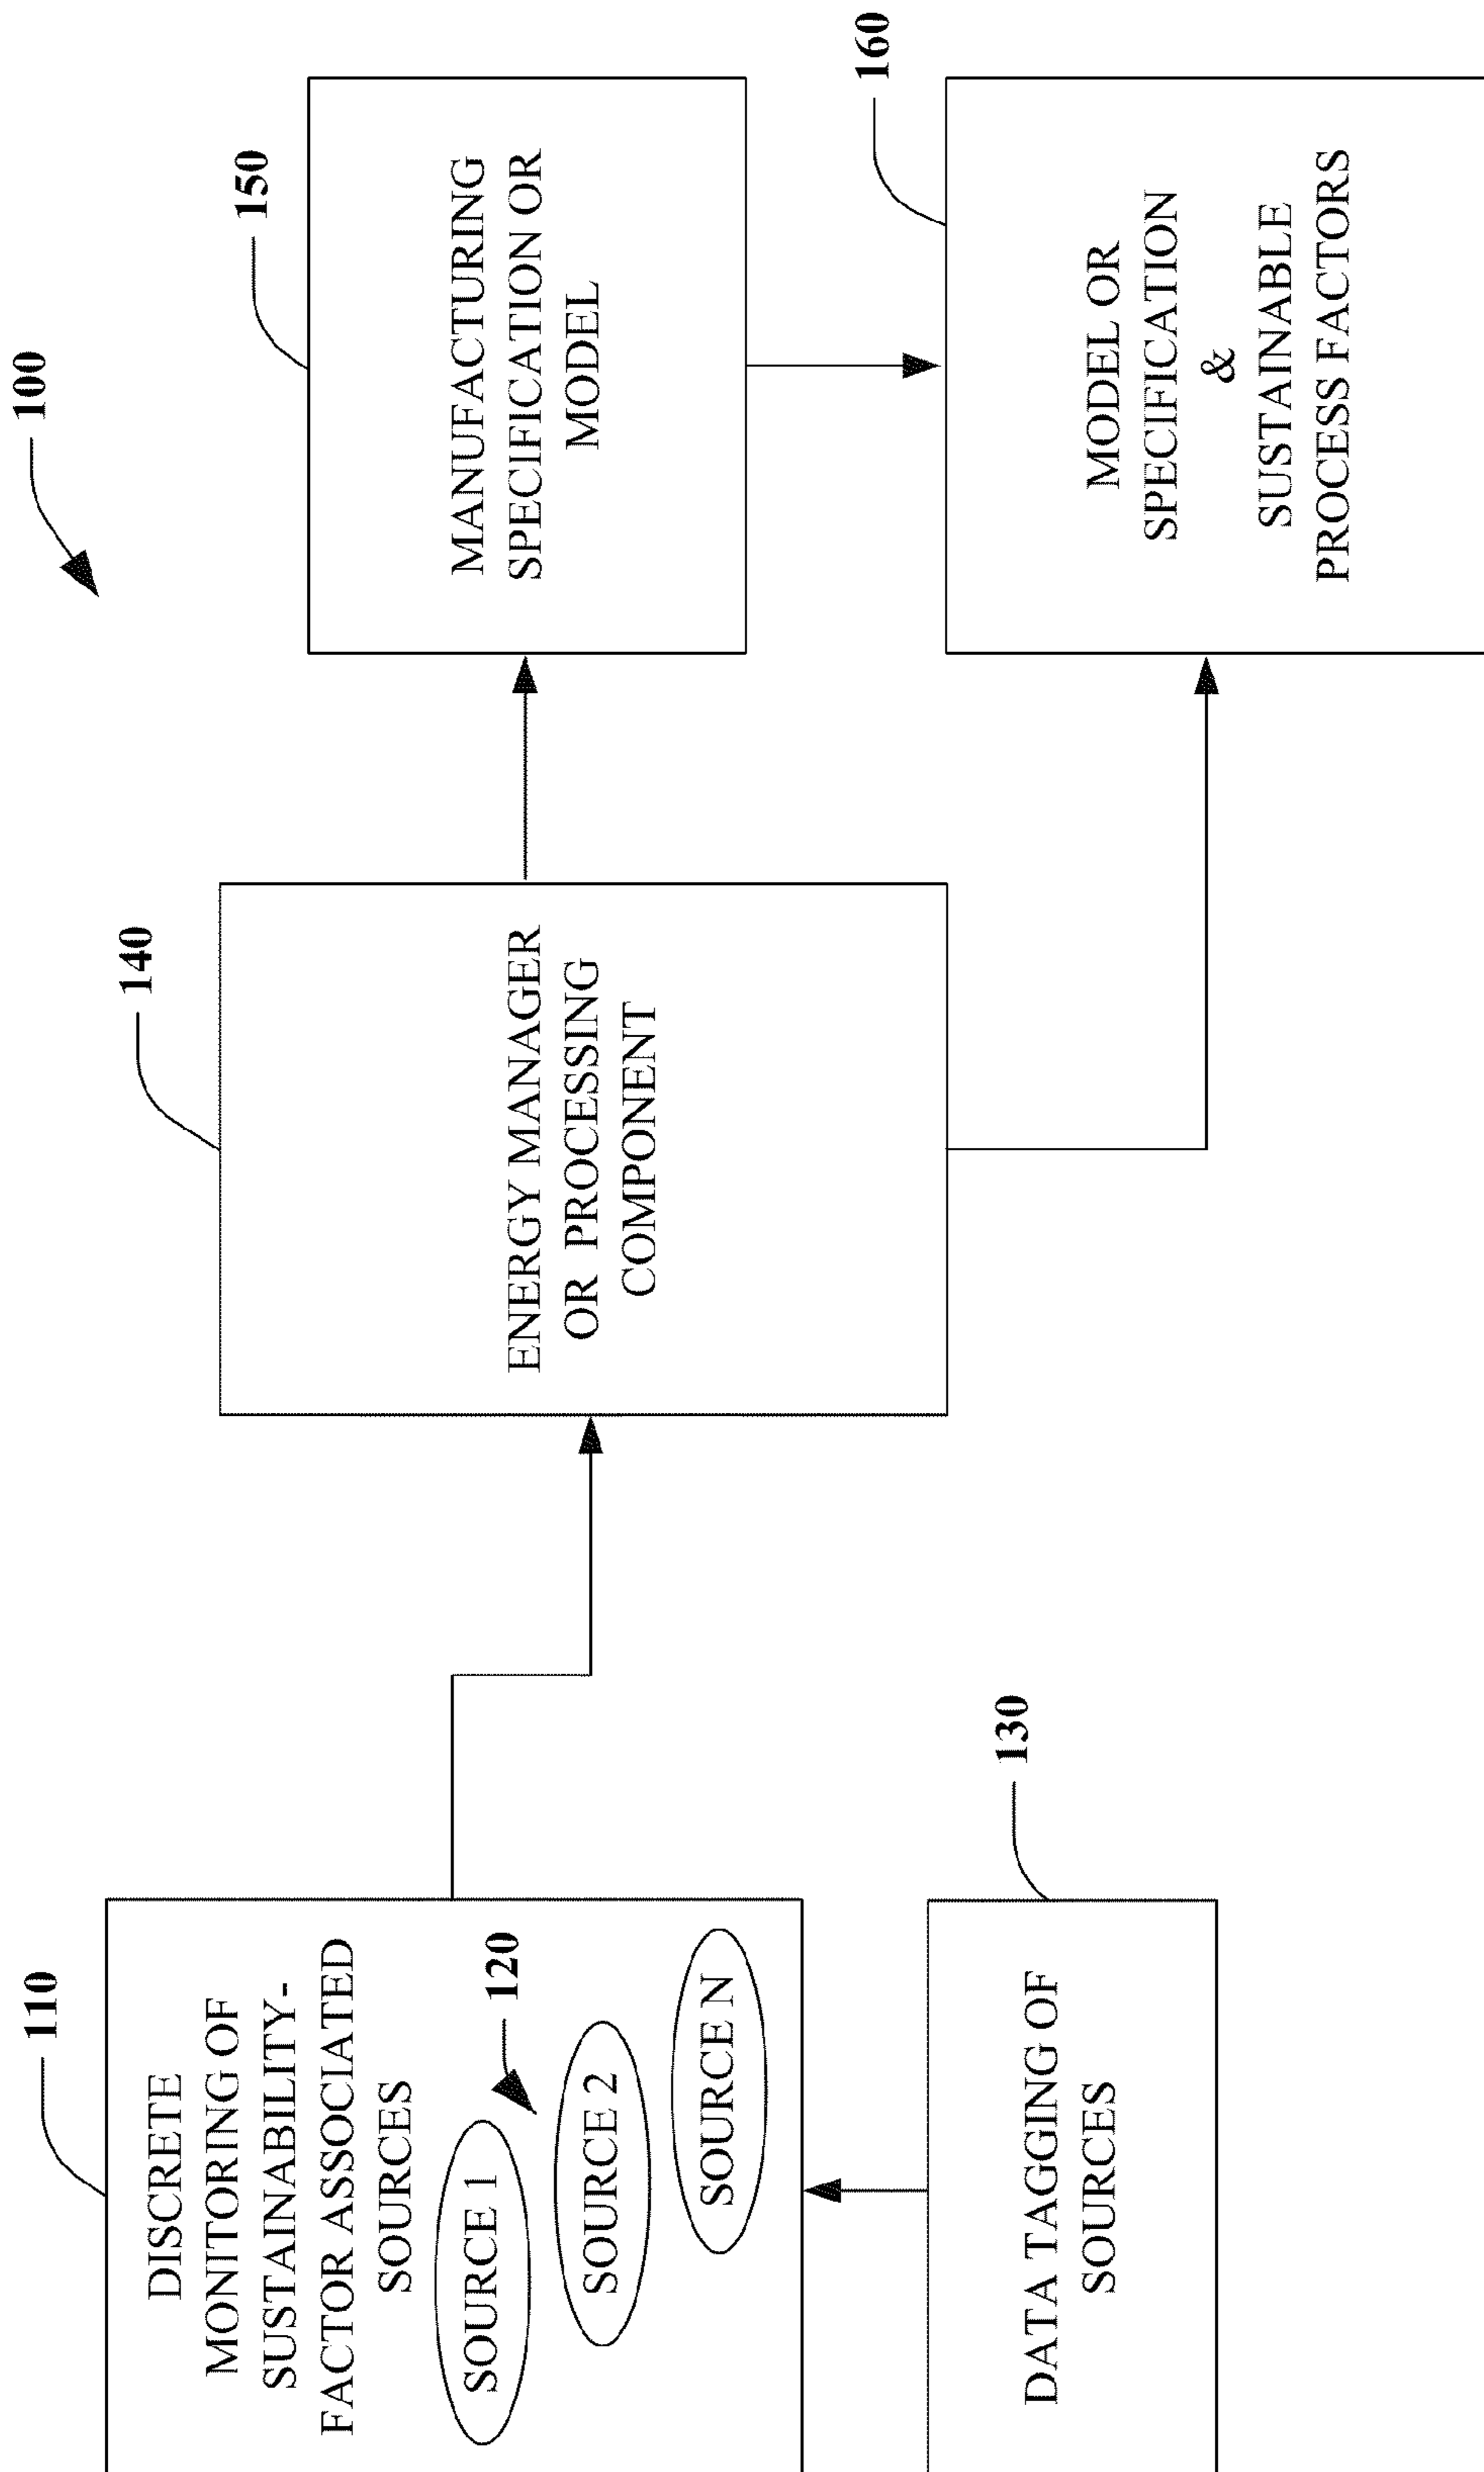 100
110
DISCRETE
MONITORING OF
SUSTAINABILITY-
FACTOR ASSOCIATED
SOURCES
SOURCE 1
120
SOURCE 2
SOURCE N
130
DATA TAGGING OF
SOURCES
140
ENERGY MANAGER
OR PROCESSING
COMPONENT
150
MANUFACTURING
SPECIFICATION OR
MODEL
160
MODEL OR
SPECIFICATION
&
SUSTAINABLE
PROCESS FACTORS